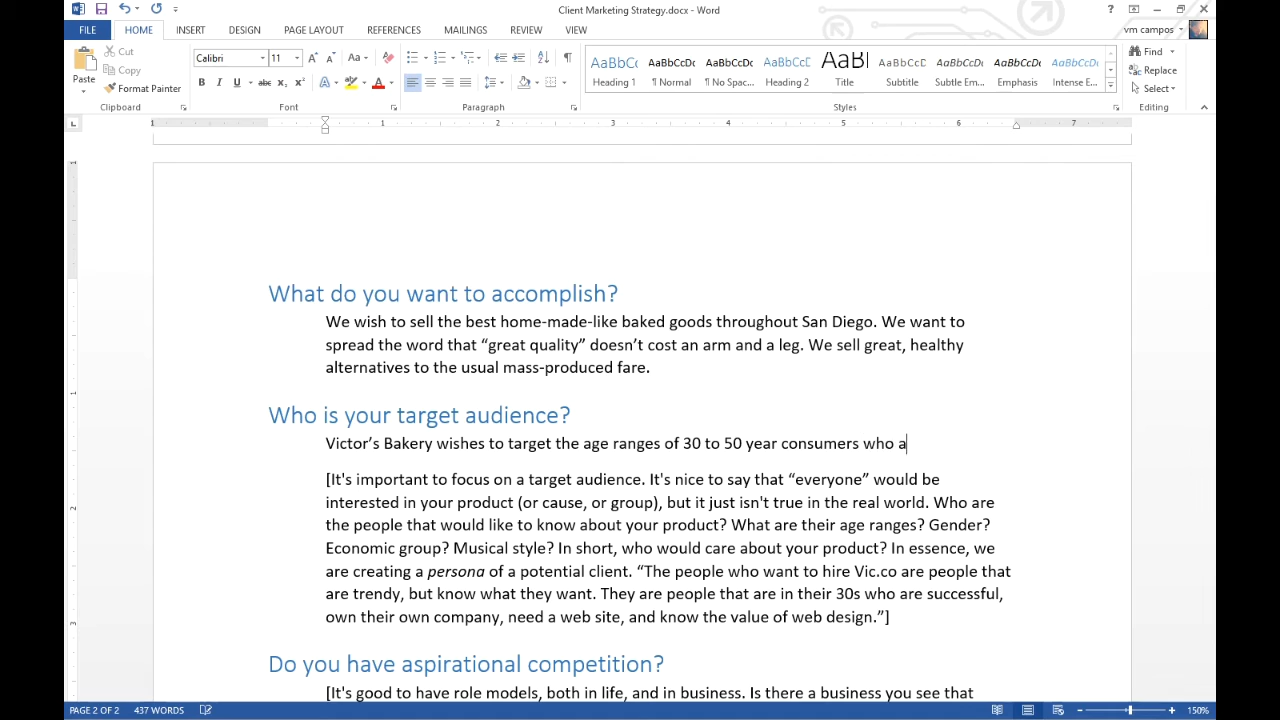 Client Marketing Strategy.docx - Word
FILE HOME INSERT DESIGN PAGE LAYOUT REFERENCES MAILINGS REVIEW VIEW vm campos
Paste
Cut
Copy
Format Painter
Clipboard
Calibri 11
Font
Paragraph
AaBbCc AaBbCcDc AaBbCcDc AaBbCcD AaBl AaBbCcD AaBbCcDc AaBbCcDc AaBbCcDc
Heading 1 ¶ Normal ¶ No Spac... Heading 2 Title Subtitle Subtle Em... Emphasis Intense E...
Styles
Find
Replace
Select
Editing
1 1 2 3 4 5 6 7
What do you want to accomplish?
We wish to sell the best home-made-like baked goods throughout San Diego. We want to
spread the word that “great quality” doesn’t cost an arm and a leg. We sell great, healthy
alternatives to the usual mass-produced fare.
Who is your target audience?
Victor’s Bakery wishes to target the age ranges of 30 to 50 year consumers who a
[It's important to focus on a target audience. It's nice to say that “everyone” would be
interested in your product (or cause, or group), but it just isn't true in the real world. Who are
the people that would like to know about your product? What are their age ranges? Gender?
Economic group? Musical style? In short, who would care about your product? In essence, we
are creating a persona of a potential client. “The people who want to hire Vic.co are people that
are trendy, but know what they want. They are people that are in their 30s who are successful,
own their own company, need a web site, and know the value of web design.”]
Do you have aspirational competition?
[It's good to have role models, both in life, and in business. Is there a business you see that
PAGE 2 OF 2 437 WORDS 150%